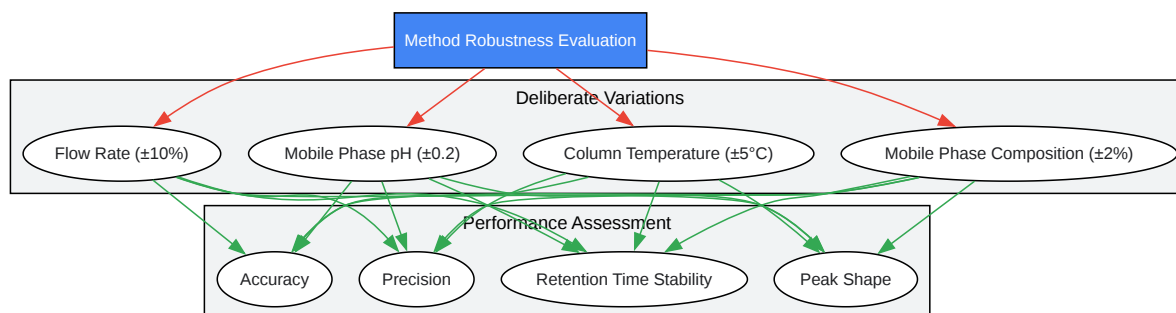 Method Robustness Evaluation
Deliberate Variations
Flow Rate (±10%)
Mobile Phase pH (±0.2)
Column Temperature (±5°C)
Mobile Phase Composition (±2%)
Performance Assessment
Accuracy
Precision
Retention Time Stability
Peak Shape